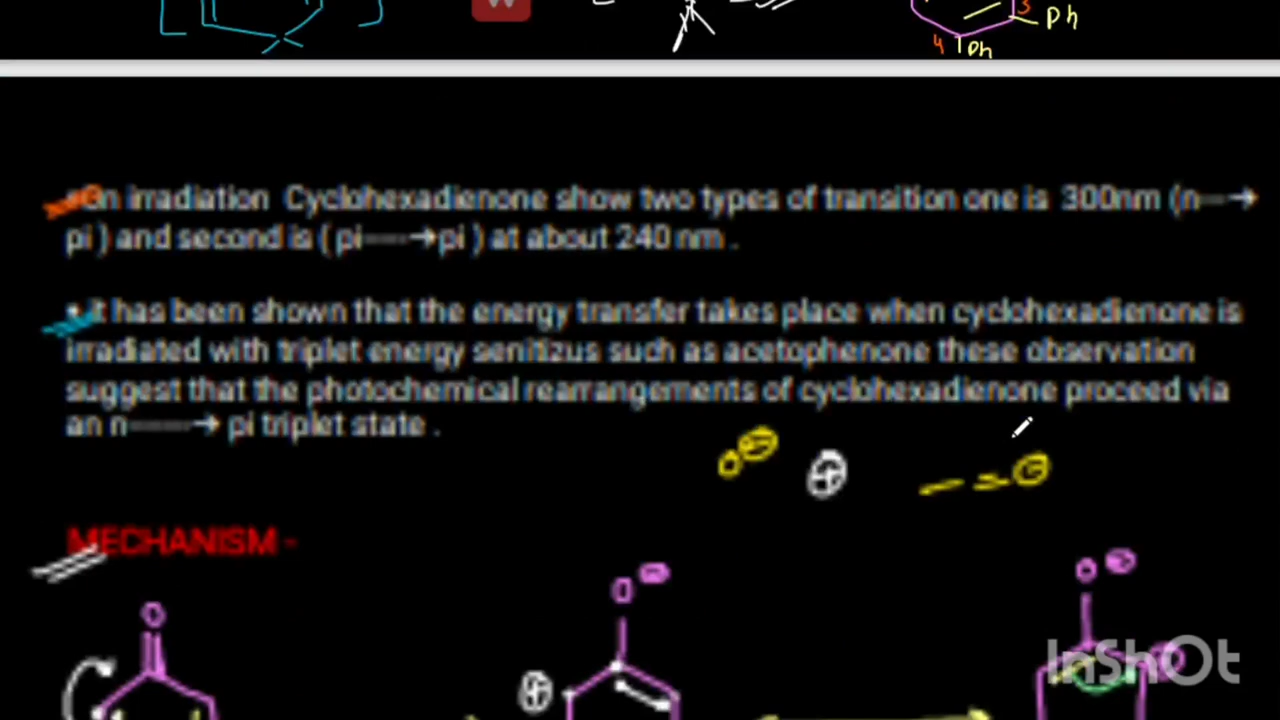 3
Ph
4
Ph
•On irradiation Cyclohexadienone show two types of transition one is 300nm (n----→
pi ) and second is ( pi----→pi ) at about 240 nm .
• it has been shown that the energy transfer takes place when cyclohexadienone is
irradiated with triplet energy senitizus such as acetophenone these observation
suggest that the photochemical rearrangements of cyclohexadienone proceed via
an n-----→ pi triplet state .
O⊖ ⊕
MECHANISM -
O O⊖ O⊖
⊕
InShOt